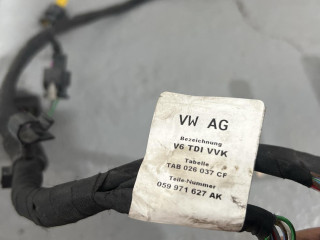 VW AG
Bezeichnung
V6 TDI VVK
Tabelle
TAB 026 037 CF
Teile-Nummer
059 971 627 AK